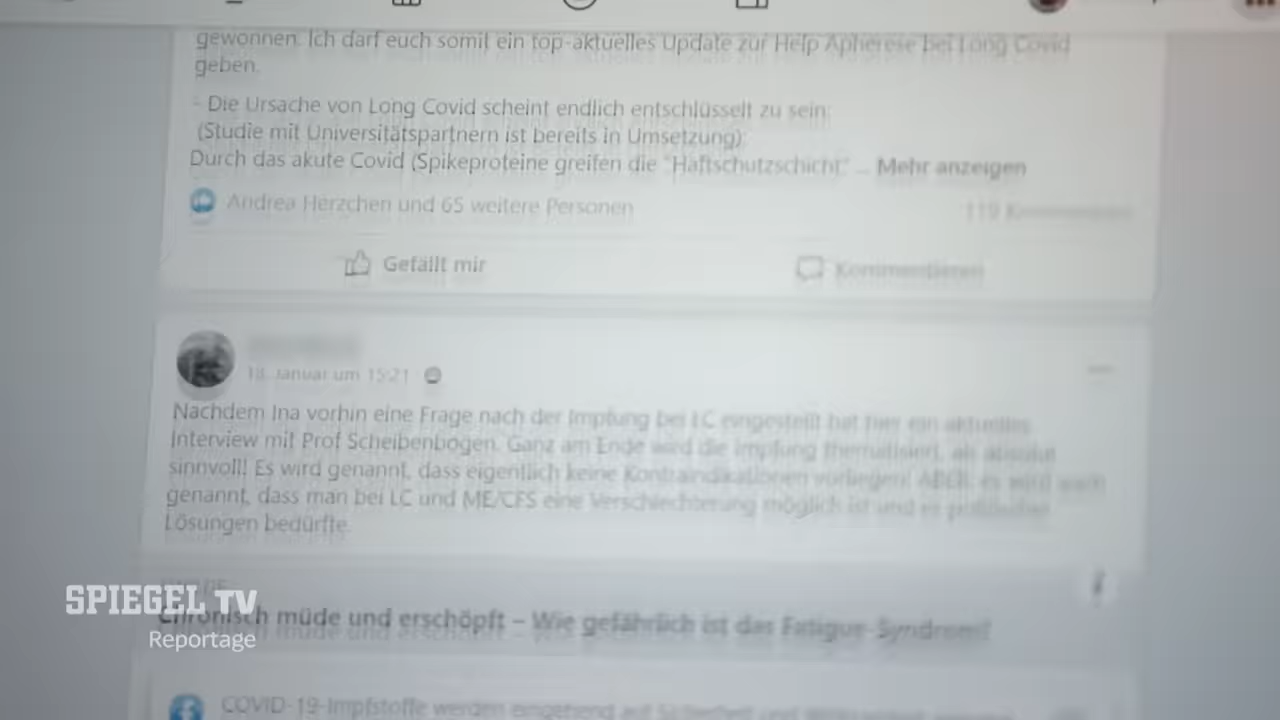 gewonnen. Ich darf euch somit ein top-aktuelles Update zur Help Apherese bei Long Covid
geben.
- Die Ursache von Long Covid scheint endlich entschlüsselt zu sein:
(Studie mit Universitätspartnern ist bereits in Umsetzung):
Durch das akute Covid (Spikeproteine greifen die "Haftschutzschicht" ... Mehr anzeigen
Andrea Herzchen und 65 weitere Personen
119
Gefällt mir
Kommentieren
18. Januar um 15:21
Nachdem Ina vorhin eine Frage nach der Impfung bei LC eingestellt hat hier ein aktuelles
Interview mit Prof Scheibenbogen. Ganz am Ende wird die Impfung thematisiert, als absolut
sinnvoll! Es wird genannt, dass eigentlich keine Kontraindikationen vorliegen! ABER: es wird
genannt, dass man bei LC und ME/CFS eine Verschlechterung möglich ist und es
Lösungen bedürfte.
SPIEGEL TV
Chronisch müde und erschöpft – Wie gefährlich ist das Fatigue-Syndrom?
Reportage
COVID-19-Impfstoffe werden eingehend auf Sicherheit und